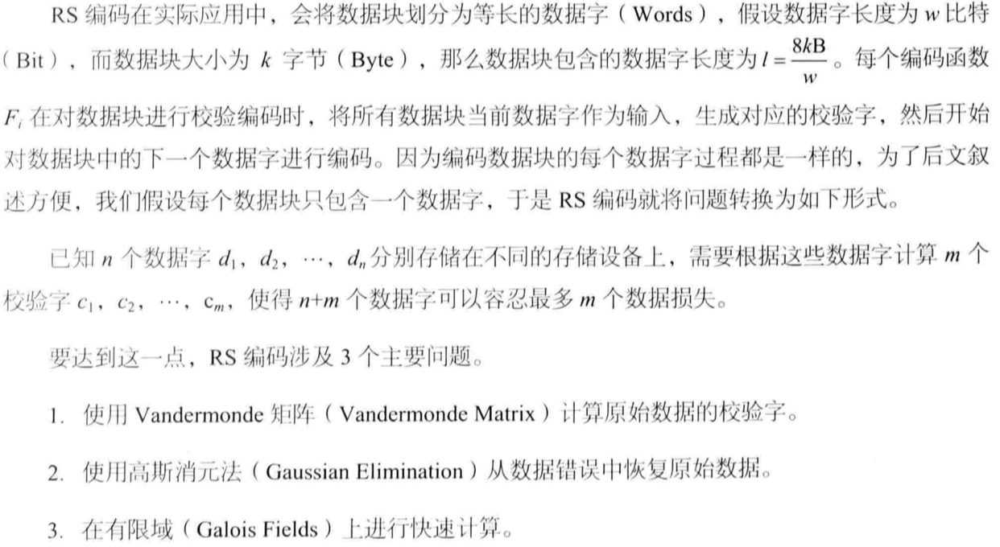 RS 编码在实际应用中，会将数据块划分为等长的数据字（Words），假设数据字长度为 w 比特
（Bit），而数据块大小为 k 字节（Byte），那么数据块包含的数据字长度为 l = 8kB/w 。每个编码函数
Fᵢ 在对数据块进行校验编码时，将所有数据块当前数据字作为输入，生成对应的校验字，然后开始
对数据块中的下一个数据字进行编码。因为编码数据块的每个数据字过程都是一样的，为了后文叙
述方便，我们假设每个数据块只包含一个数据字，于是 RS 编码就将问题转换为如下形式。
已知 n 个数据字 d₁，d₂，…，dₙ分别存储在不同的存储设备上，需要根据这些数据字计算 m 个
校验字 c₁，c₂，…，cₘ，使得 n+m 个数据字可以容忍最多 m 个数据损失。
要达到这一点，RS 编码涉及 3 个主要问题。
1. 使用 Vandermonde 矩阵（Vandermonde Matrix）计算原始数据的校验字。
2. 使用高斯消元法（Gaussian Elimination）从数据错误中恢复原始数据。
3. 在有限域（Galois Fields）上进行快速计算。